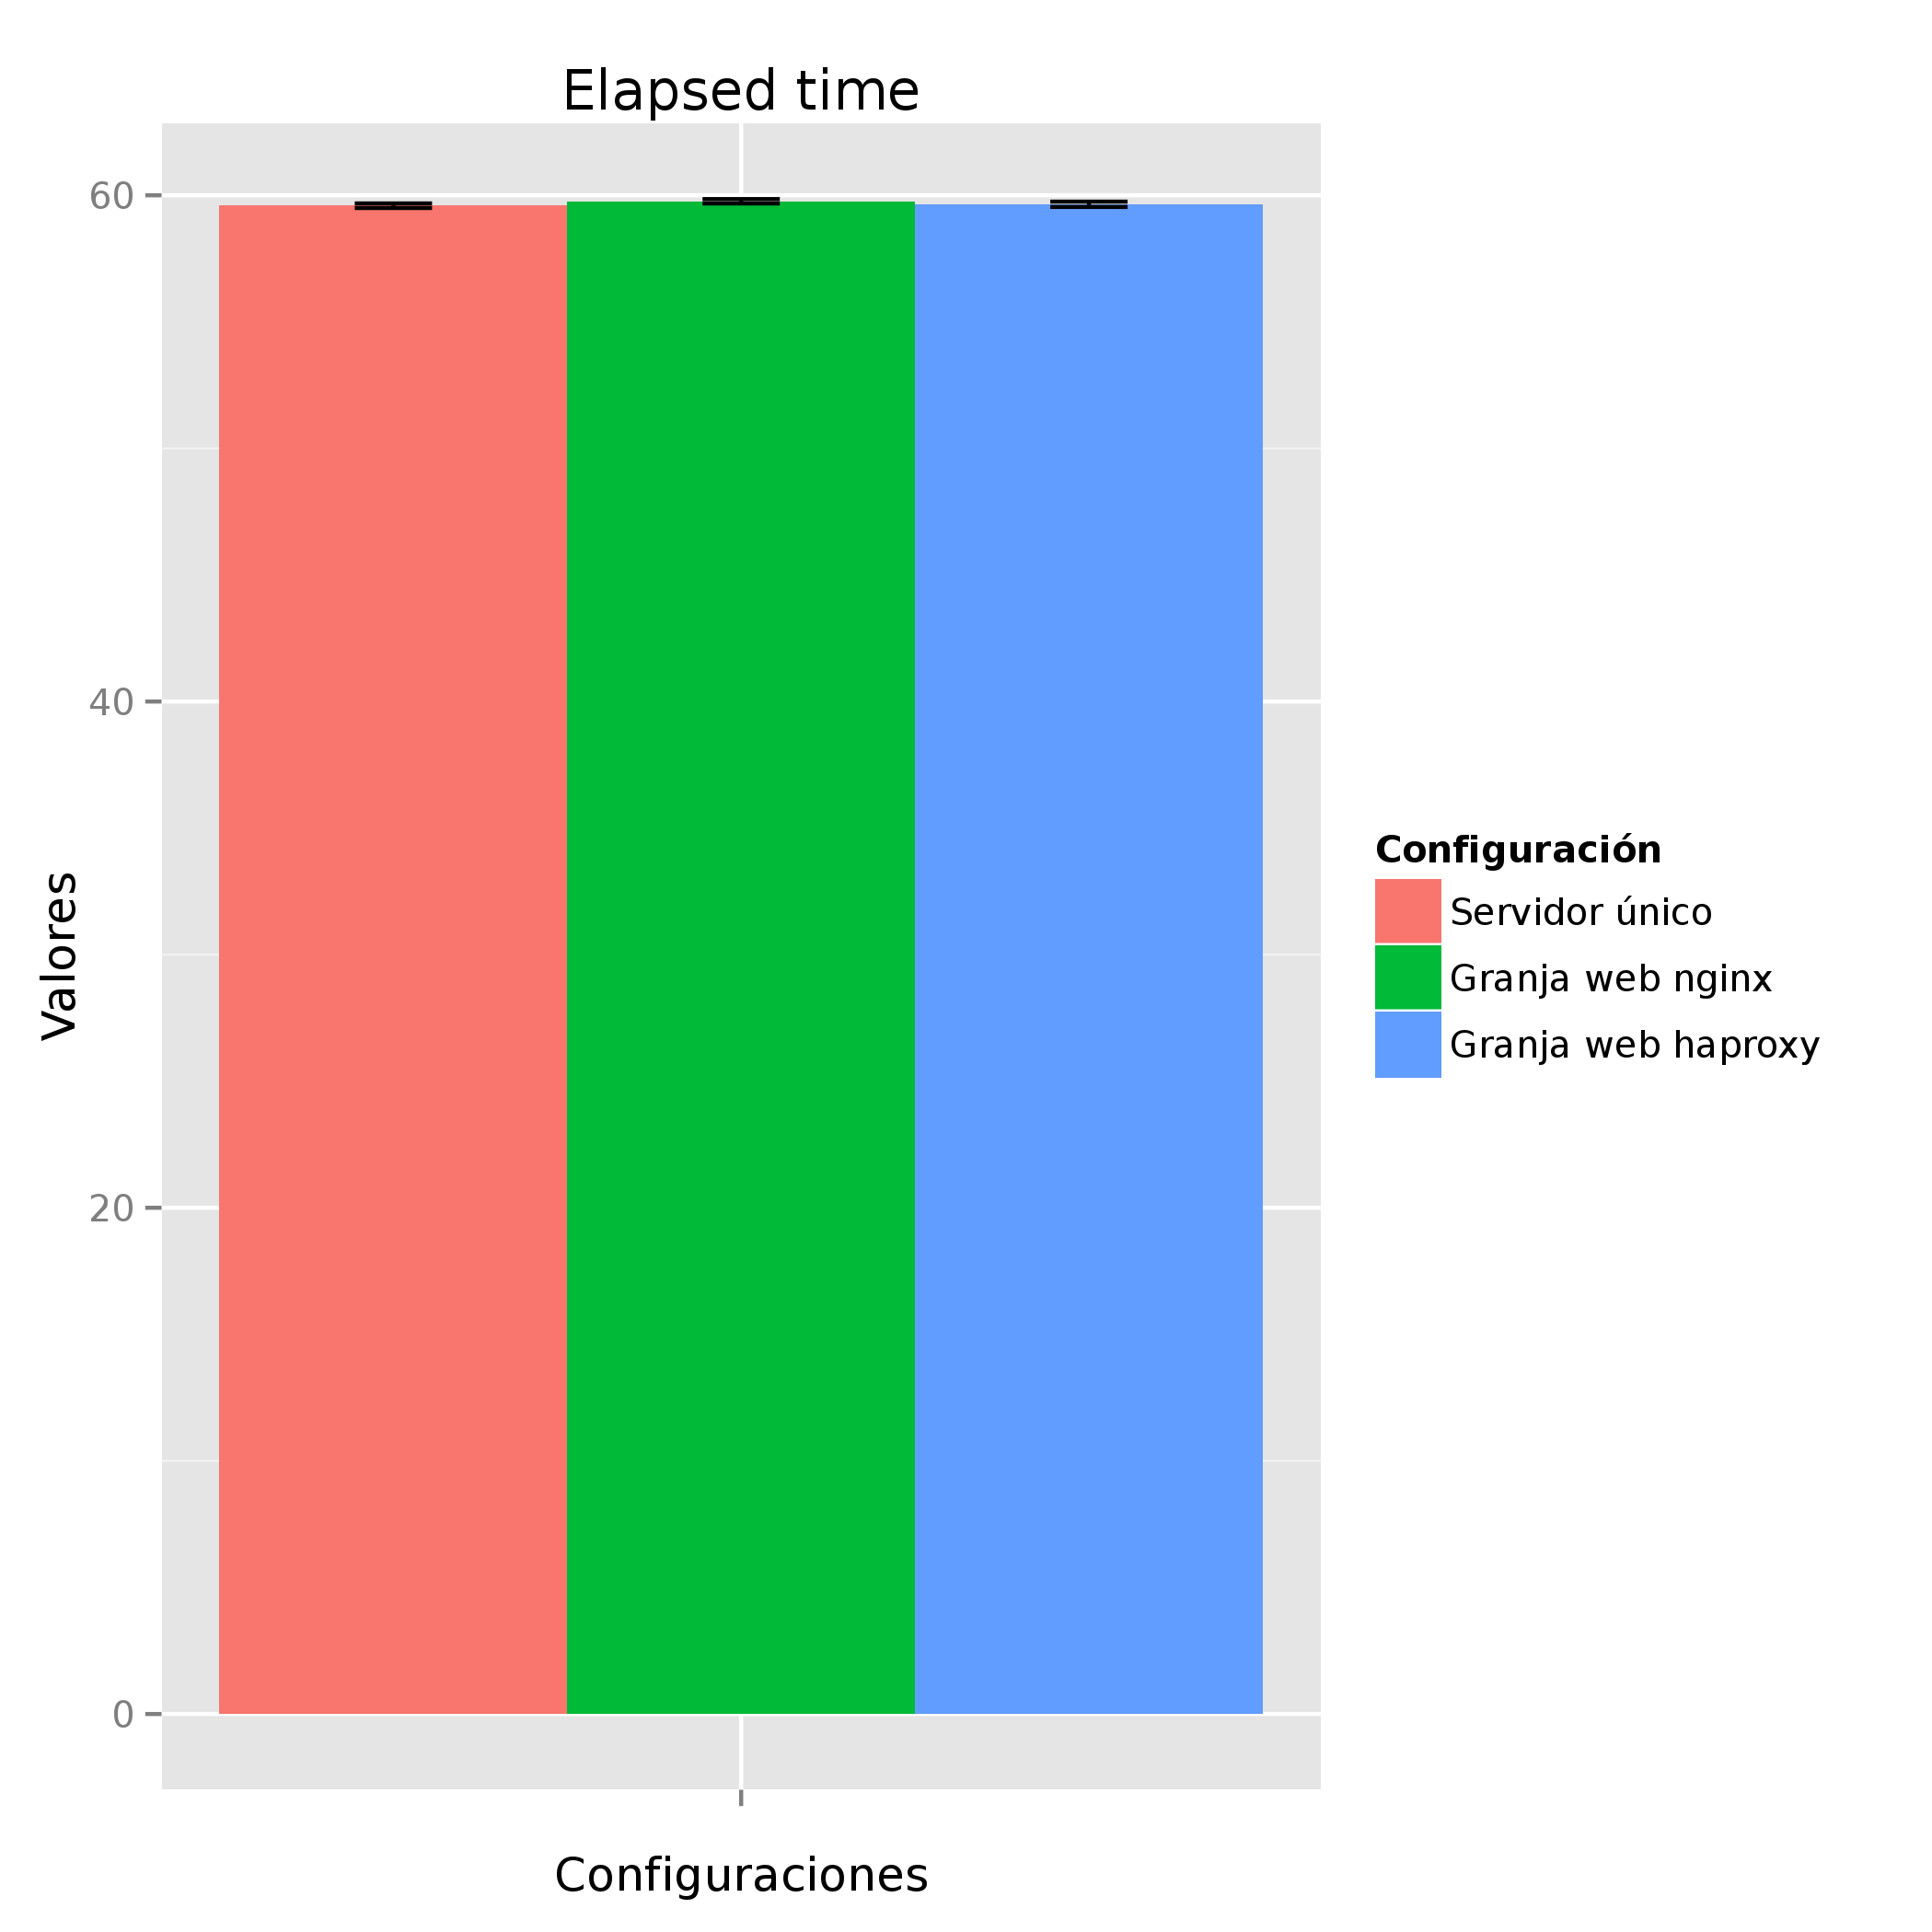 Elapsed time
60
40
20
0
Valores
Configuraciones
Configuración
Servidor único
Granja web nginx
Granja web haproxy